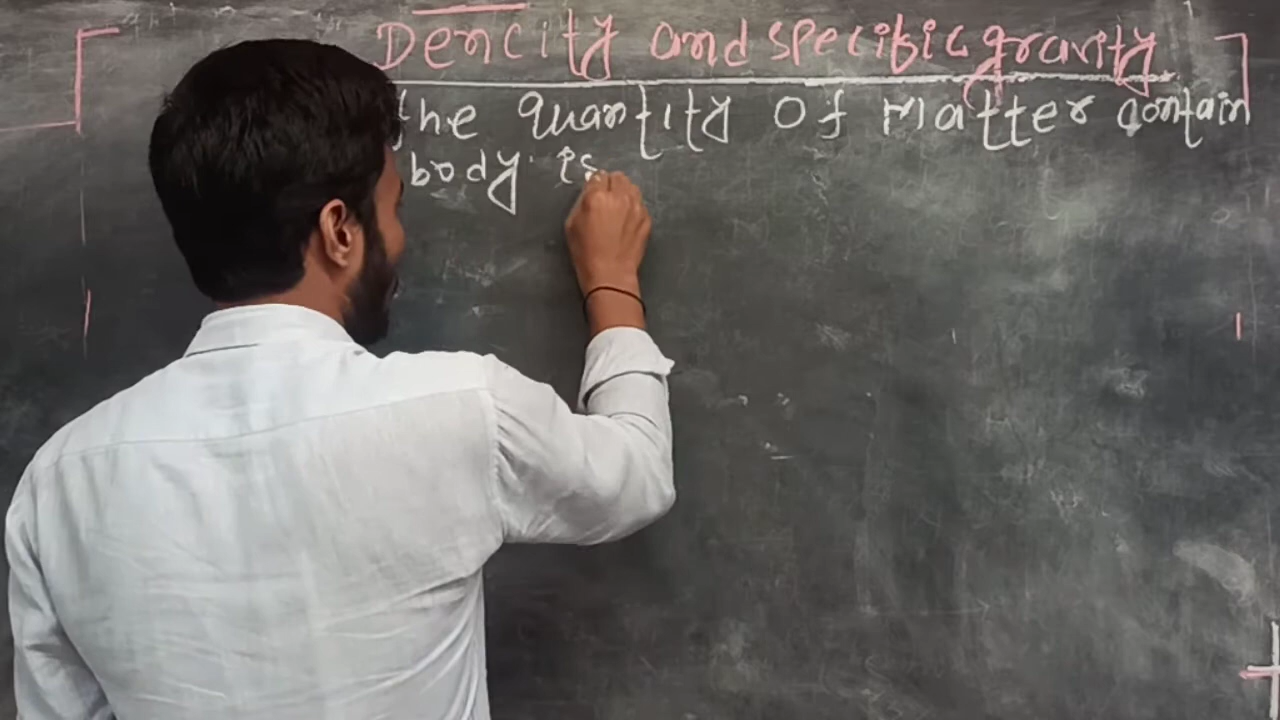 Dencity and specific gravity
the quantity of matter contain
body is